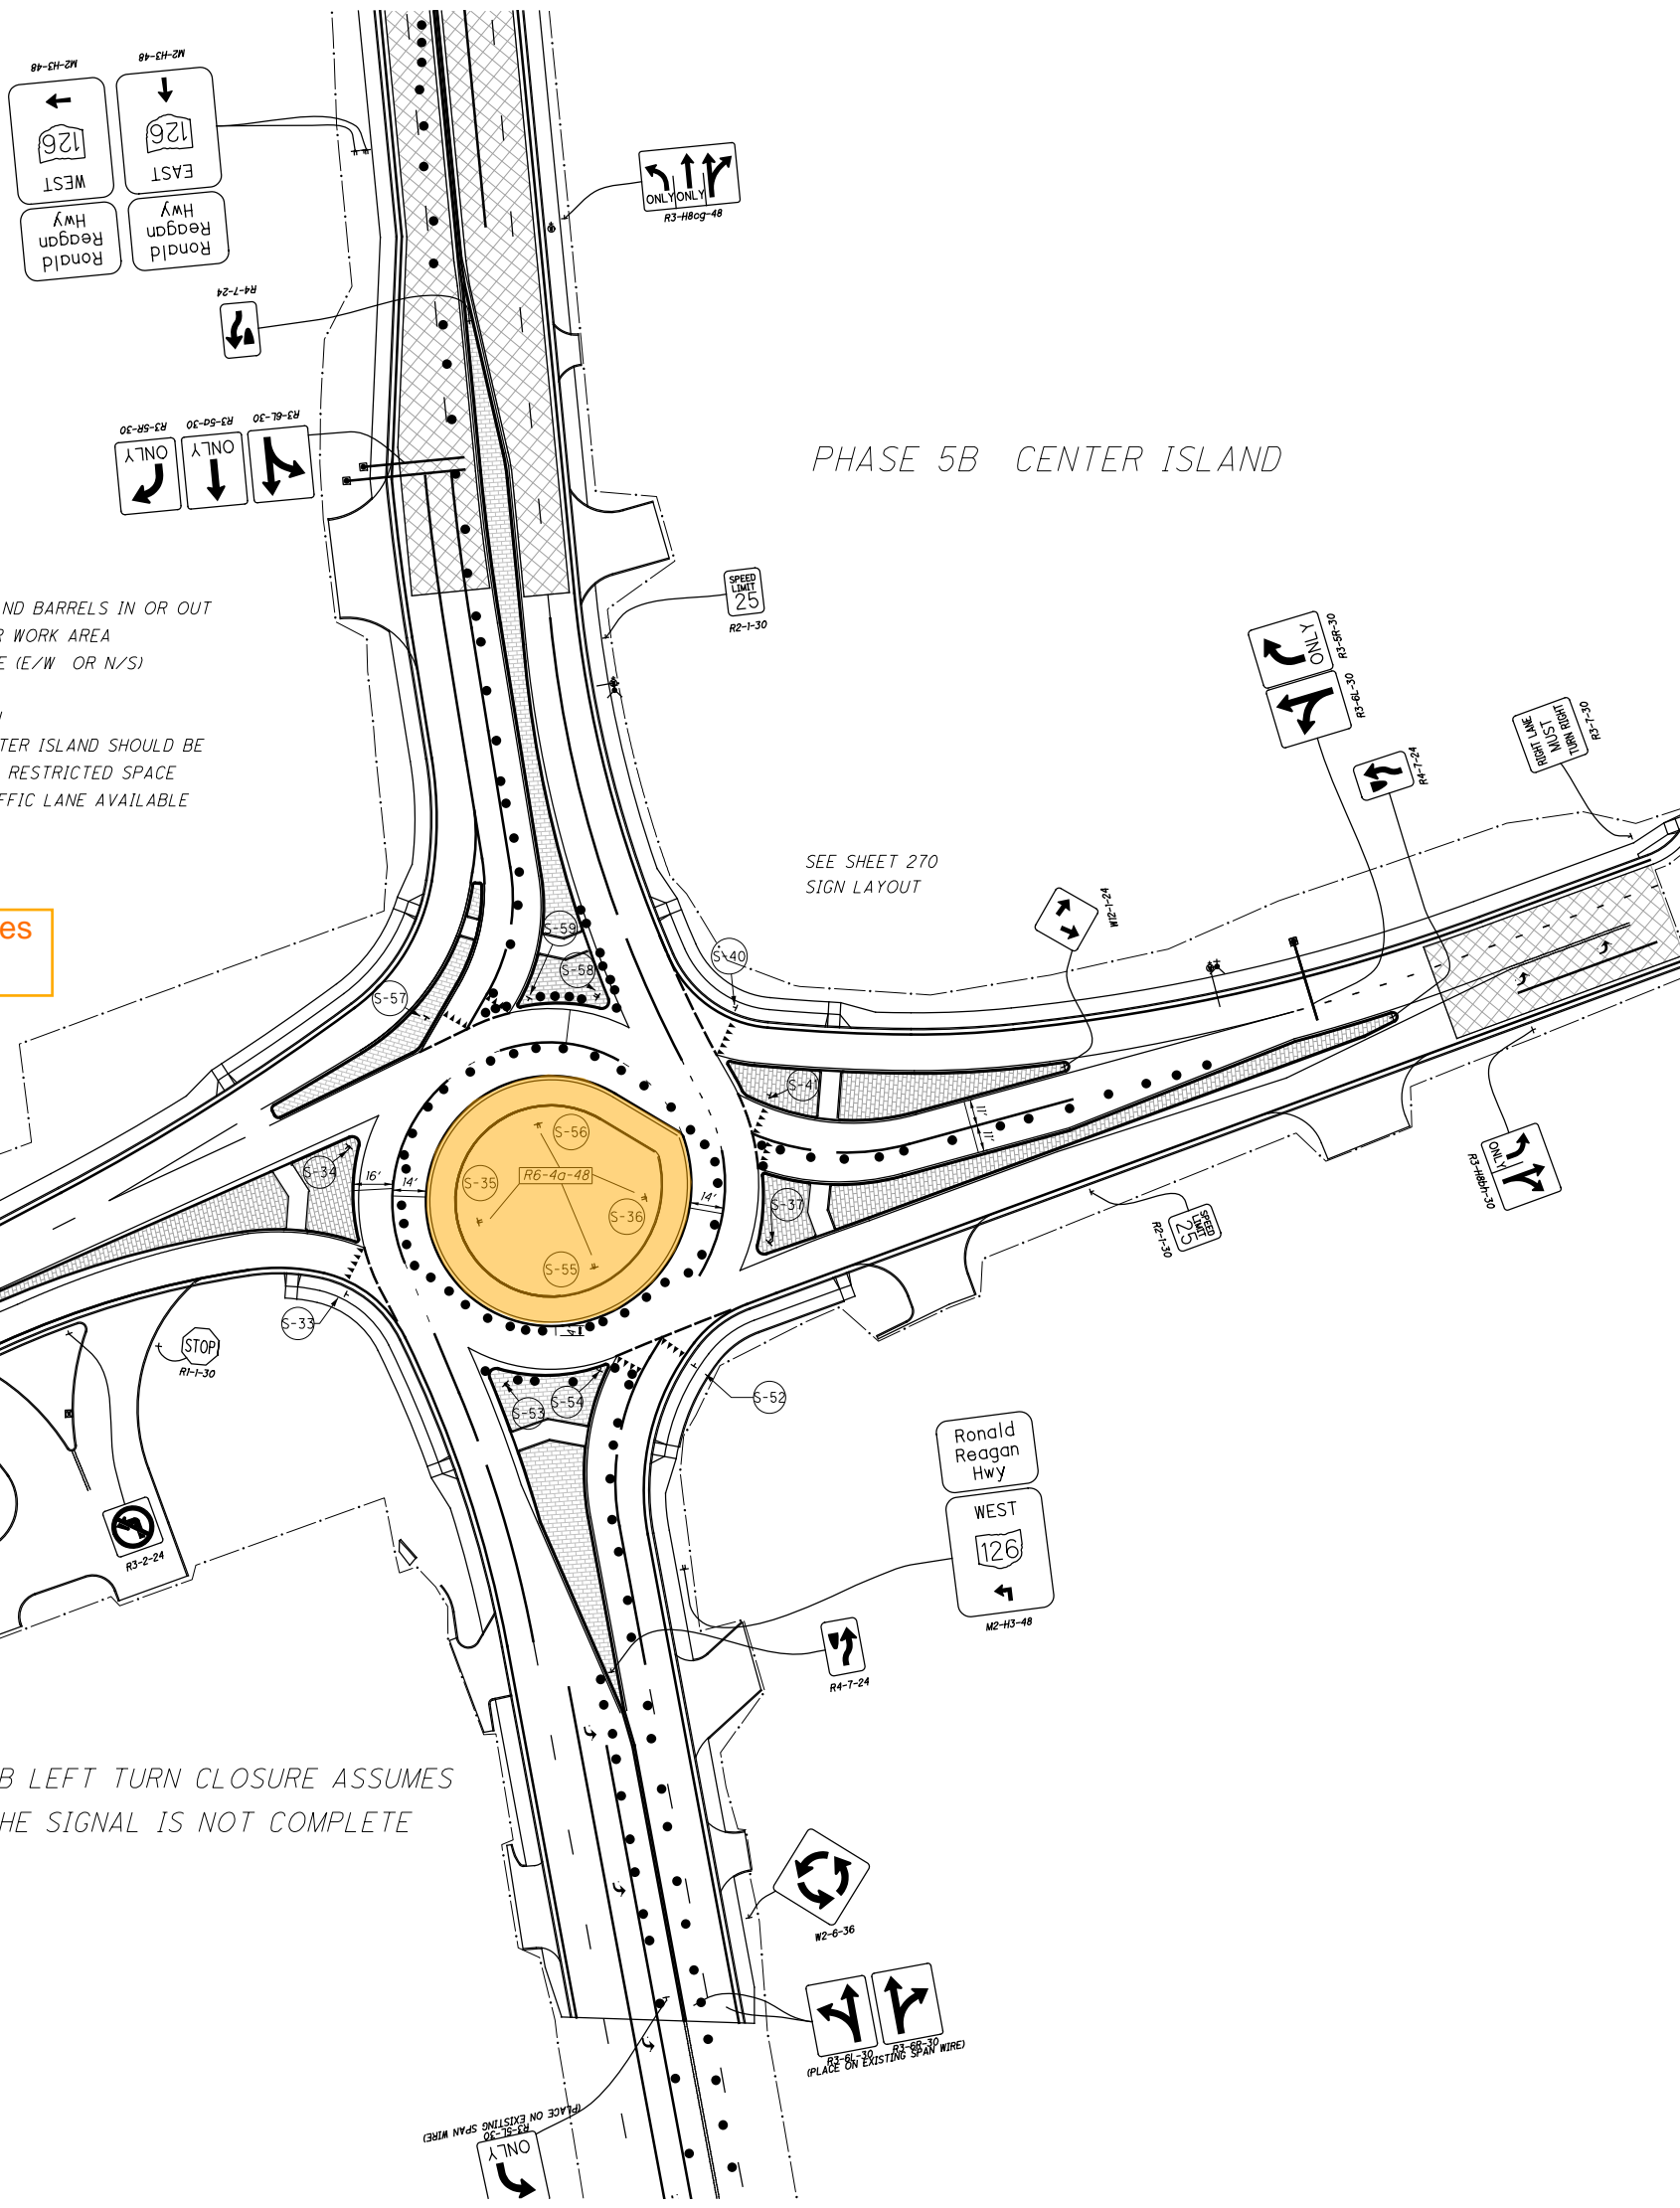 M2-H3-48
M2-H3-48
Ronald
Reagan
Hwy
WEST
126
Ronald
Reagan
Hwy
EAST
126
R4-7-24
ONLY ONLY
R3-H8cg-48
R3-5R-30
R3-5a-30
R3-6L-30
ONLY
ONLY
PHASE 5B CENTER ISLAND
SPEED
LIMIT
25
R2-1-30
ND BARRELS IN OR OUT
R WORK AREA
E (E/W OR N/S)
TER ISLAND SHOULD BE
RESTRICTED SPACE
FFIC LANE AVAILABLE
ONLY
R3-5R-30
R3-6L-30
R4-7-24
RIGHT LANE
MUST
TURN RIGHT
R3-7-30
SEE SHEET 270
SIGN LAYOUT
W12-1-24
es
S-59
S-58
S-40
S-57
S-41
11'
11'
S-56
S-34
S-35
R6-4a-48
16'
14'
14'
S-36
S-37
S-55
S-33
ONLY
R3-H8bh-30
SPEED
LIMIT
25
R2-1-30
STOP
R1-1-30
S-53
S-54
S-52
Ronald
Reagan
Hwy
WEST
126
M2-H3-48
R3-2-24
R4-7-24
B LEFT TURN CLOSURE ASSUMES
HE SIGNAL IS NOT COMPLETE
W2-6-36
R3-6L-30
R3-6R-30
(PLACE ON EXISTING SPAN WIRE)
(PLACE ON EXISTING SPAN WIRE)
R3-5L-30
ONLY